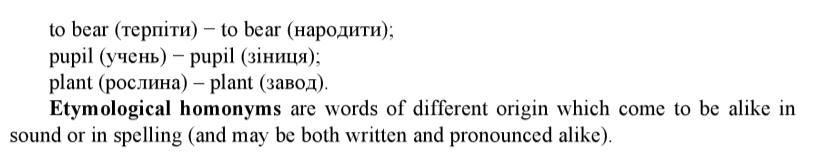 to bear (терпіти) − to bear (народити);
pupil (учень) − pupil (зіниця);
plant (рослина) – plant (завод).
Etymological homonyms are words of different origin which come to be alike in
sound or in spelling (and may be both written and pronounced alike).